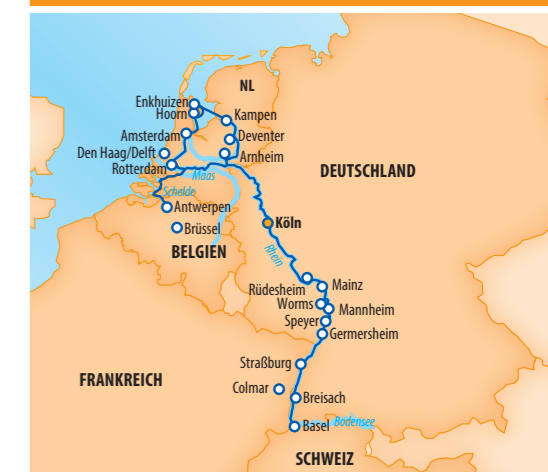 NL
Enkhuizen
Hoorn
Kampen
Amsterdam
Deventer
Den Haag/Delft
Arnheim
Rotterdam
Maas
DEUTSCHLAND
Schelde
Antwerpen
Köln
Brüssel
BELGIEN
Rhein
Rüdesheim
Mainz
Worms
Mannheim
Speyer
Germersheim
Straßburg
FRANKREICH
Colmar
Breisach
Basel
Bodensee
SCHWEIZ